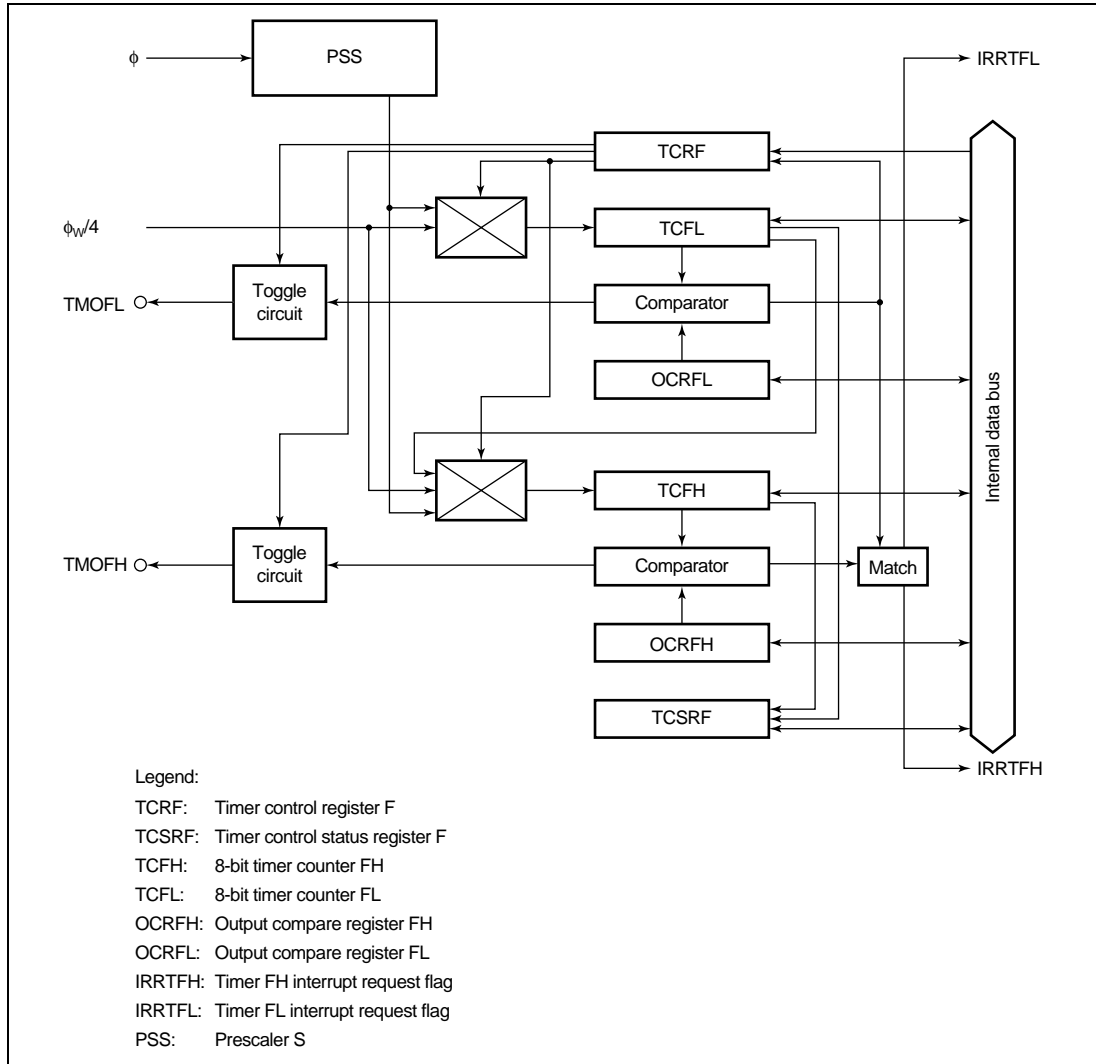 ϕ
PSS
IRRTFL
TCRF
ϕW/4
TCFL
TMOFL
Toggle
circuit
Comparator
OCRFL
Internal data bus
TCFH
TMOFH
Toggle
circuit
Comparator
Match
OCRFH
TCSRF
IRRTFH
Legend:
TCRF: Timer control register F
TCSRF: Timer control status register F
TCFH: 8-bit timer counter FH
TCFL: 8-bit timer counter FL
OCRFH: Output compare register FH
OCRFL: Output compare register FL
IRRTFH: Timer FH interrupt request flag
IRRTFL: Timer FL interrupt request flag
PSS: Prescaler S